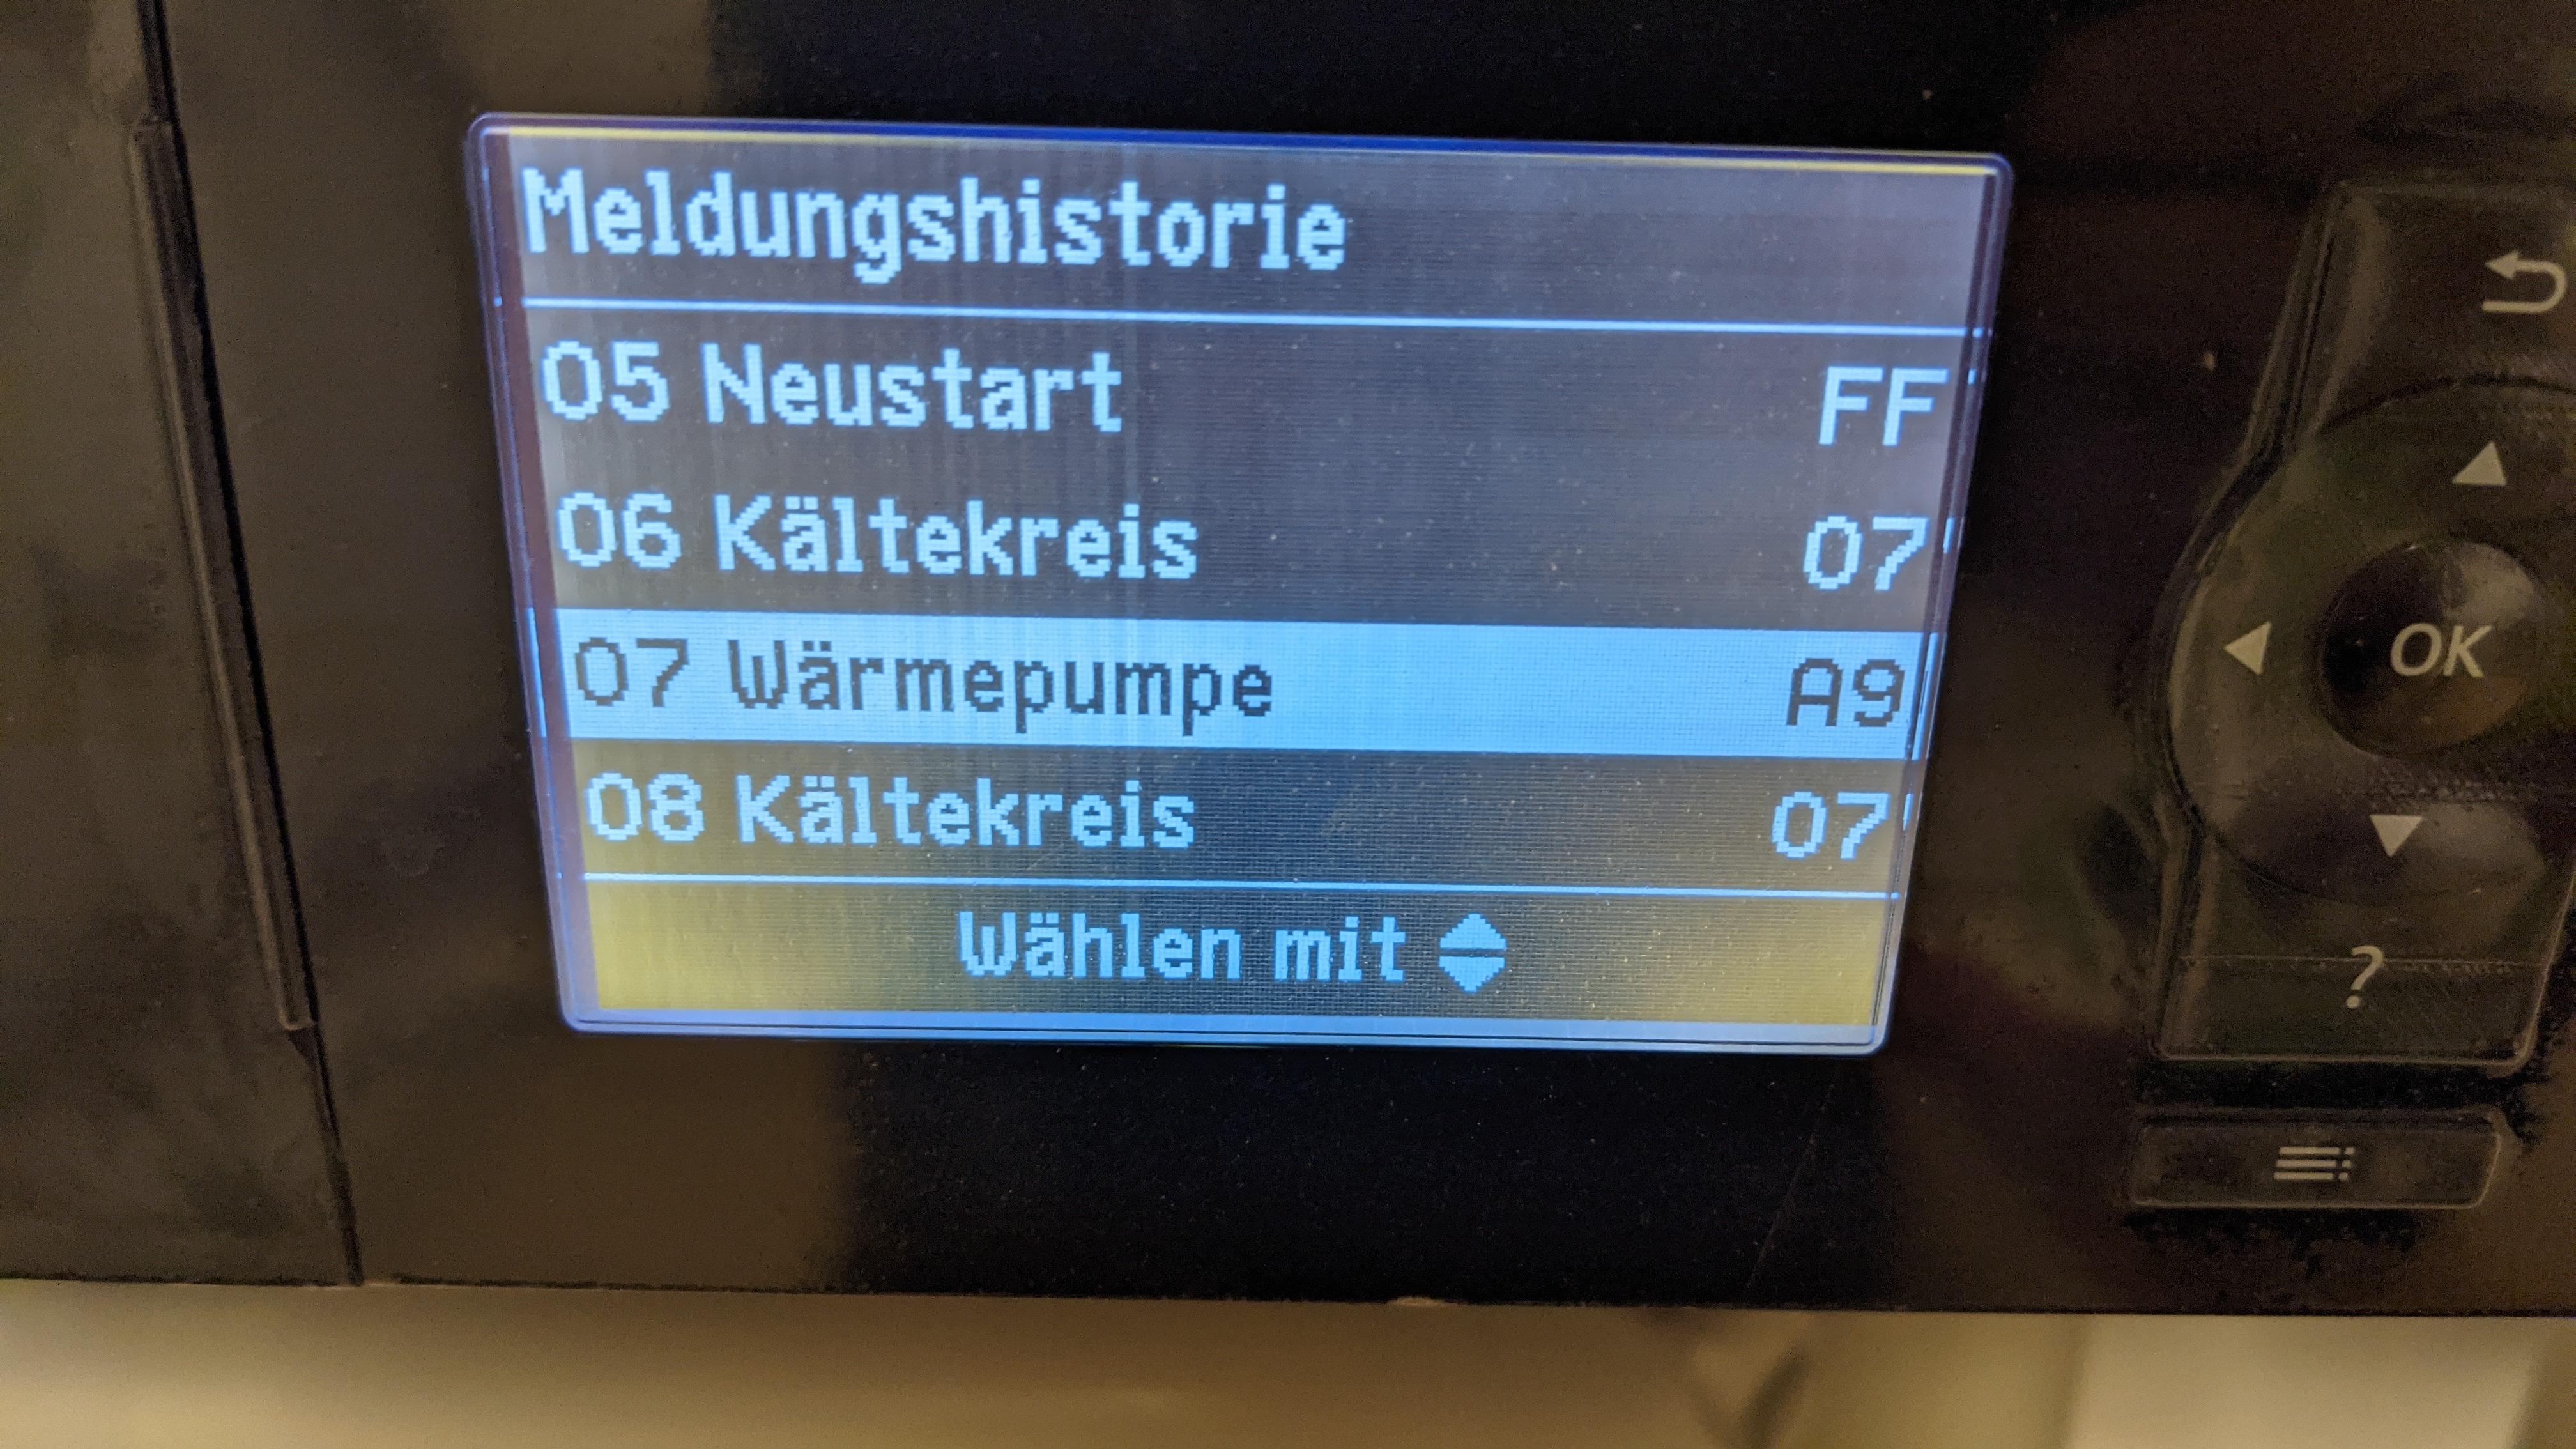 Meldungshistorie
05 Neustart FF
06 Kältekreis 07
07 Wärmepumpe A9
08 Kältekreis 07
Wählen mit
OK
?